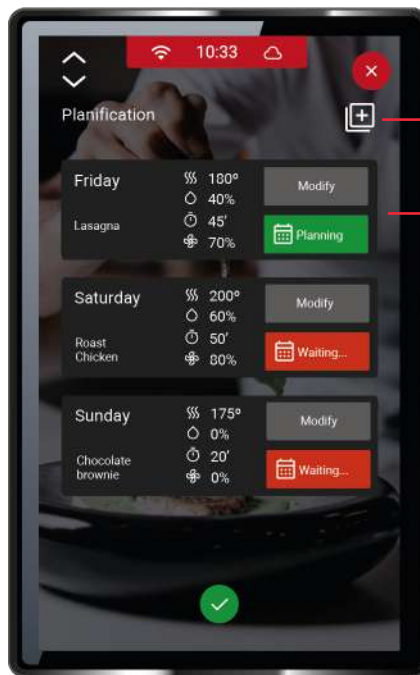 10:33
Planification
Friday
180º
40%
Lasagna
45'
70%
Modify
Planning
Saturday
200º
60%
Roast
Chicken
50'
80%
Modify
Waiting...
Sunday
175º
0%
Chocolate
brownie
20'
0%
Modify
Waiting...